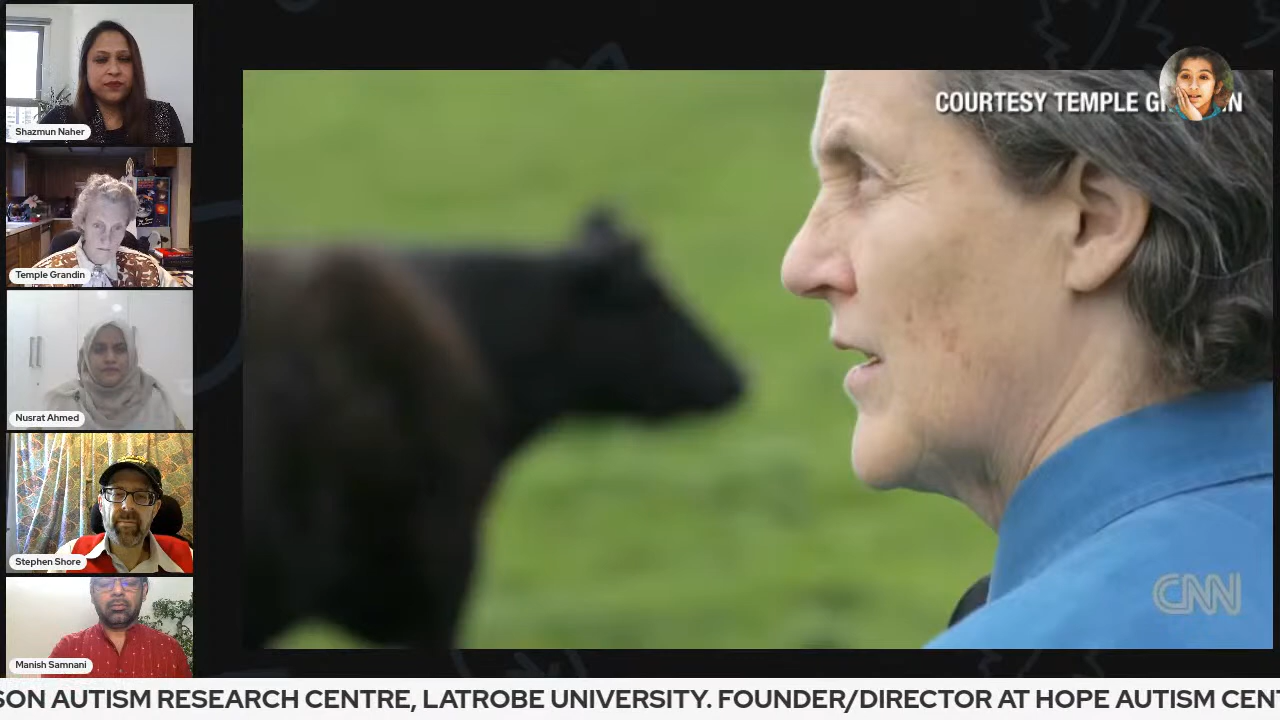 Shazmun Naher
Temple Grandin
Nusrat Ahmed
Stephen Shore
Manish Samnani
COURTESY TEMPLE
CNN
SON AUTISM RESEARCH CENTRE, LATROBE UNIVERSITY. FOUNDER/DIRECTOR AT HOPE AUTISM CENT